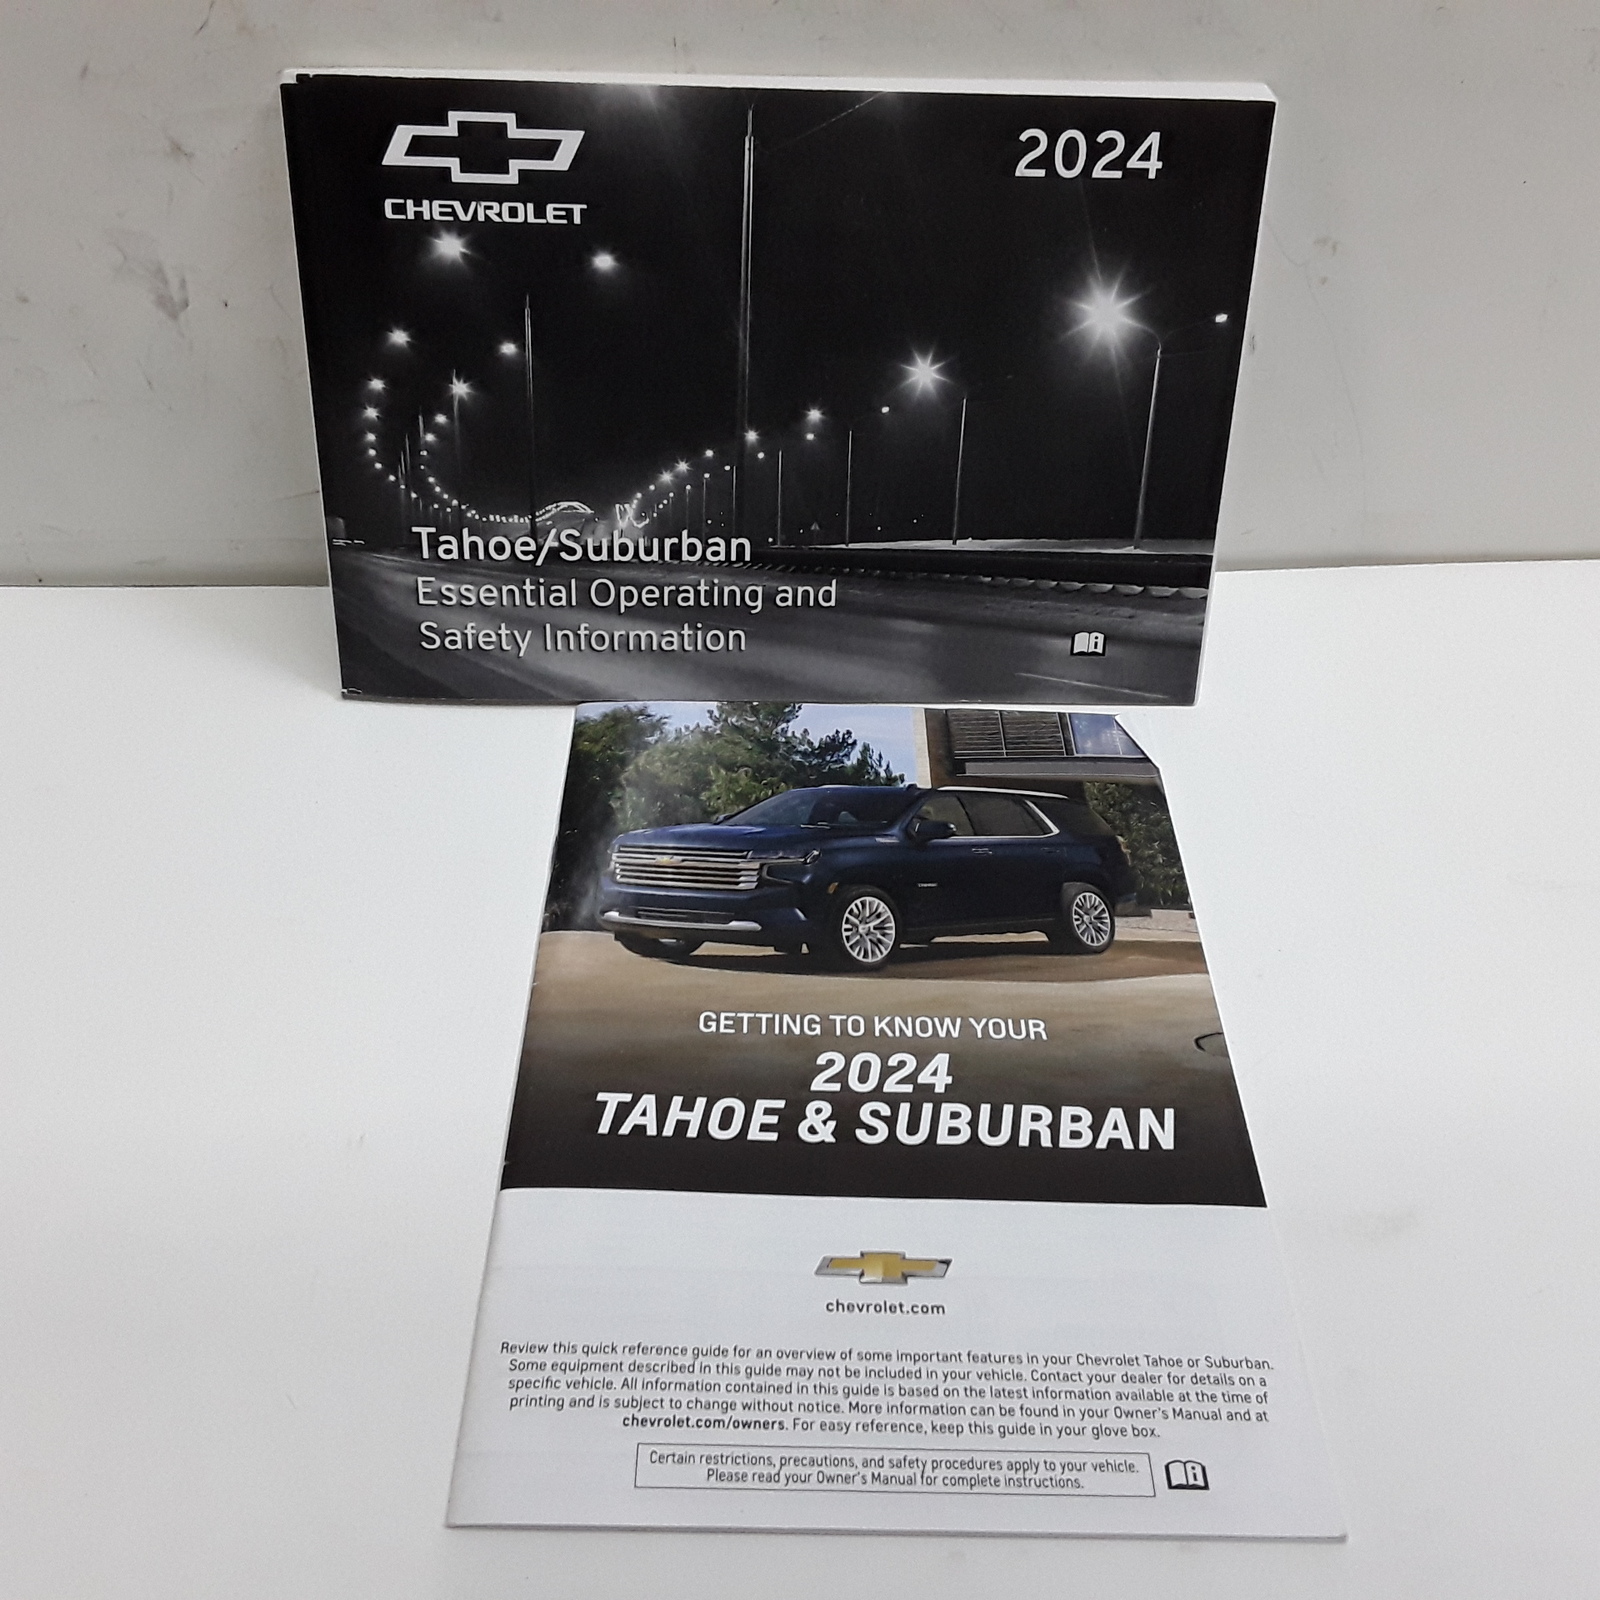 CHEVROLET
2024
Tahoe/Suburban
Essential Operating and
Safety Information
GETTING TO KNOW YOUR
2024
TAHOE & SUBURBAN
chevrolet.com
Review this quick reference guide for an overview of some important features in your Chevrolet Tahoe or Suburban.
Some equipment described in this guide may not be included in your vehicle. Contact your dealer for details on a
specific vehicle. All information contained in this guide is based on the latest information available at the time of
printing and is subject to change without notice. More information can be found in your Owner's Manual and at
chevrolet.com/owners. For easy reference, keep this guide in your glove box.
Certain restrictions, precautions, and safety procedures apply to your vehicle.
Please read your Owner's Manual for complete instructions.